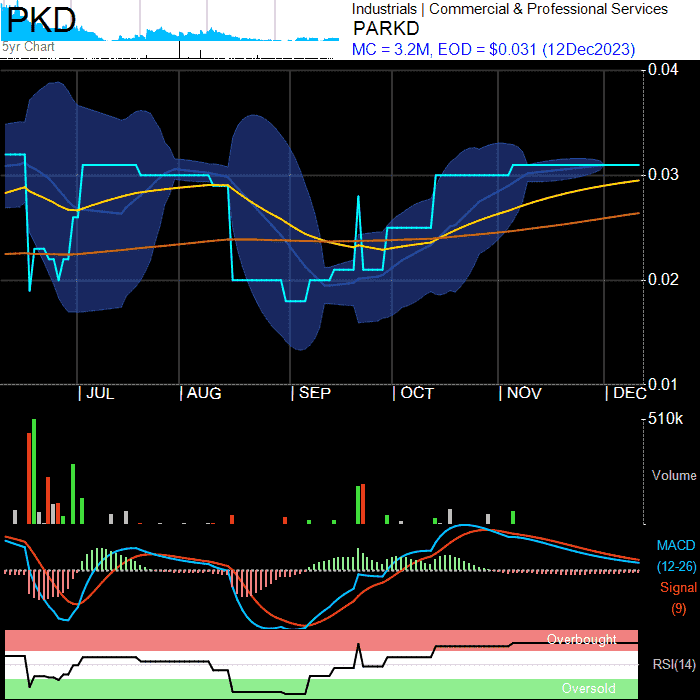 PKD
5yr Chart
Industrials | Commercial & Professional Services
PARKD
MC = 3.2M, EOD = $0.031 (12Dec2023)
0.04
0.03
0.02
0.01
JUL
AUG
SEP
OCT
NOV
DEC
510k
Volume
MACD
(12-26)
Signal
(9)
Overbought
RSI(14)
Oversold